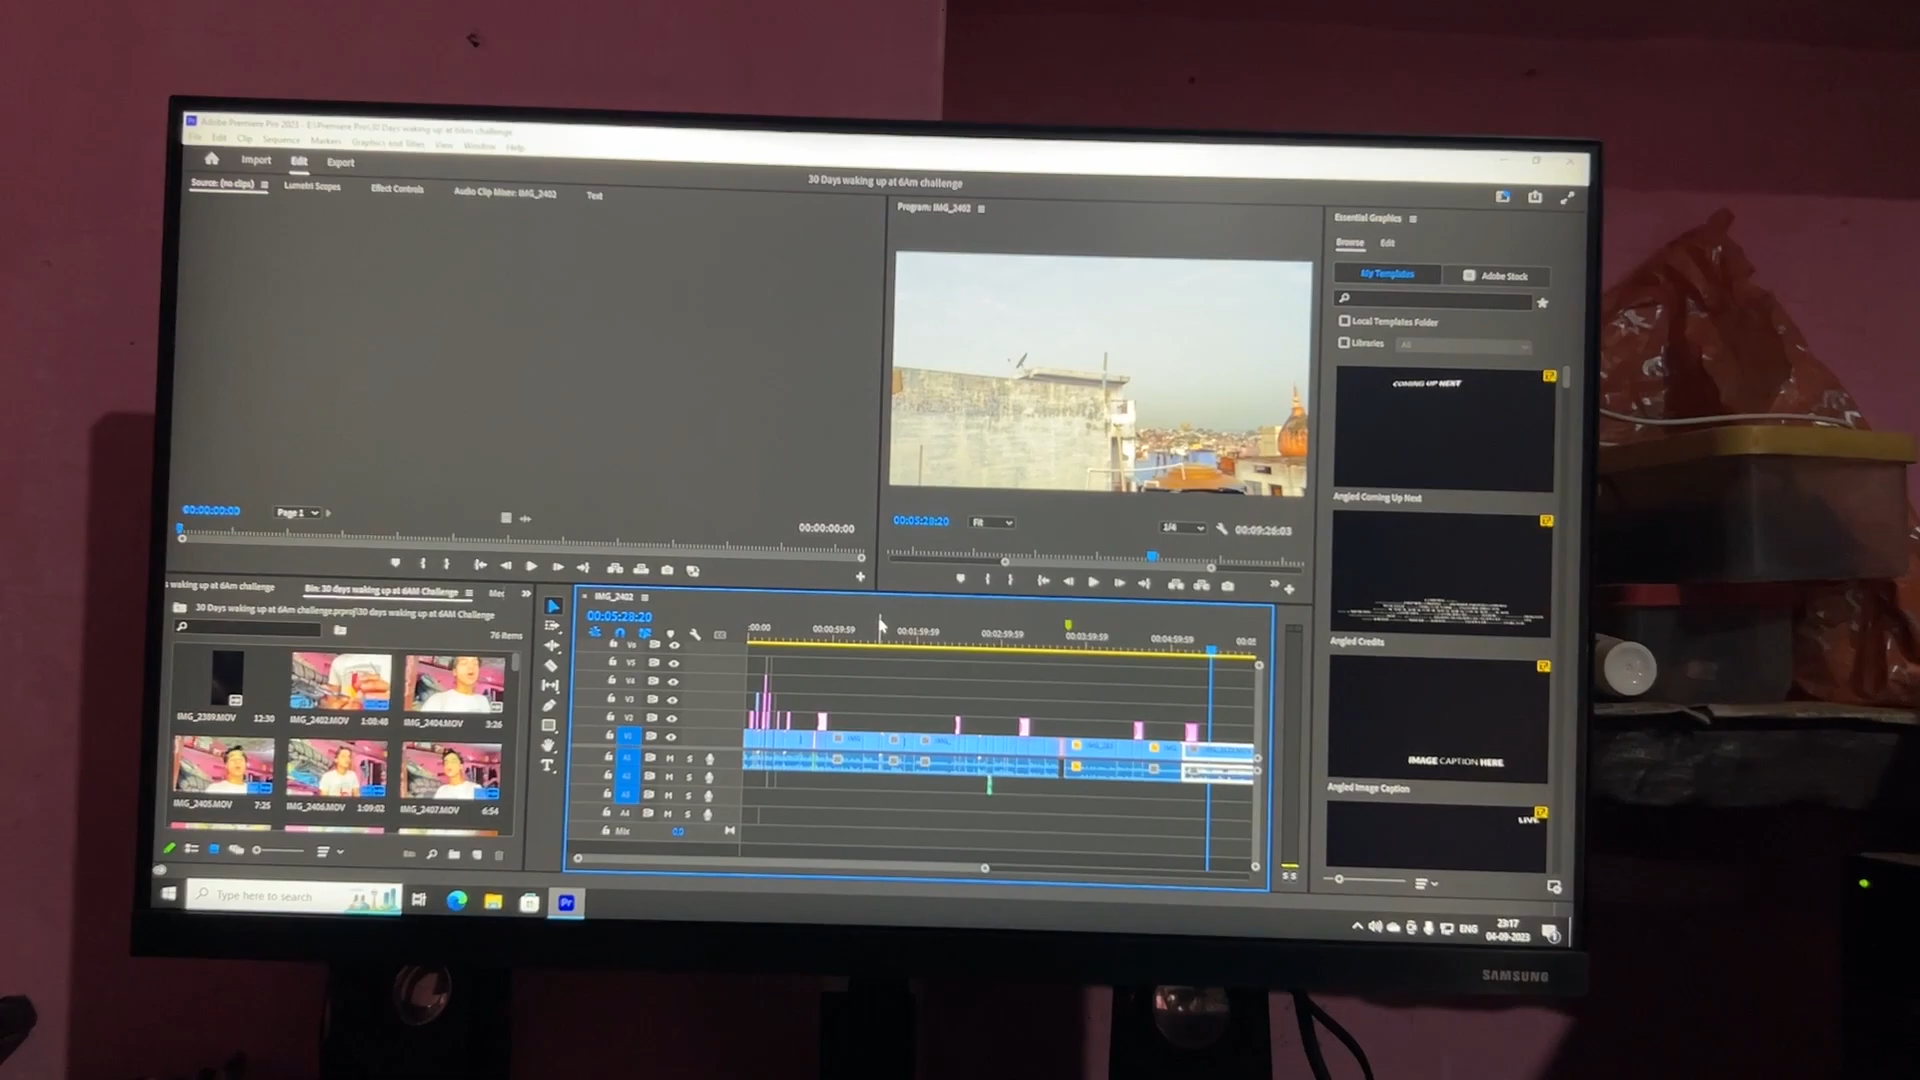 Adobe Premiere Pro 2023 - E:\Premiere Pro\30 Days waking up at 6am challenge
File Edit Clip Sequence Markers Graphics and Titles View Window Help
Import Edit Export
30 Days waking up at 6Am challenge
Source: (no clips) Lumetri Scopes Effect Controls Audio Clip Mixer: IMG_2402 Text
Program: IMG_2402
Essential Graphics
Browse Edit
My Templates Adobe Stock
Local Templates Folder
Libraries All
COMING UP NEXT
Angled Coming Up Next
Angled Credits
IMAGE CAPTION HERE
Angled Image Caption
LIVE
00:00:00:00 Page 1 00:00:00:00
00:05:28:20 Fit 1/4 00:09:26:03
s waking up at 6Am challenge Bin: 30 days waking up at 6AM Challenge
30 Days waking up at 6Am challenge.prproj\30 days waking up at 6AM Challenge
76 items
IMG_2389.MOV 12:30 IMG_2402.MOV 1:08:48 IMG_2404.MOV 3:26
IMG_2405.MOV 7:25 IMG_2406.MOV 1:09:02 IMG_2407.MOV 6:54
IMG_2402
00:05:28:20
:00:00 00:00:59:59 00:01:59:59 00:02:59:59 00:03:59:59 00:04:59:59
V6
V5
V4
V3
V2
V1
A1 M S
A2 M S
A3 M S
A4 M S
Mix 0.0
S S
Type here to search
Pr
ENG
23:17
04-09-2023
SAMSUNG